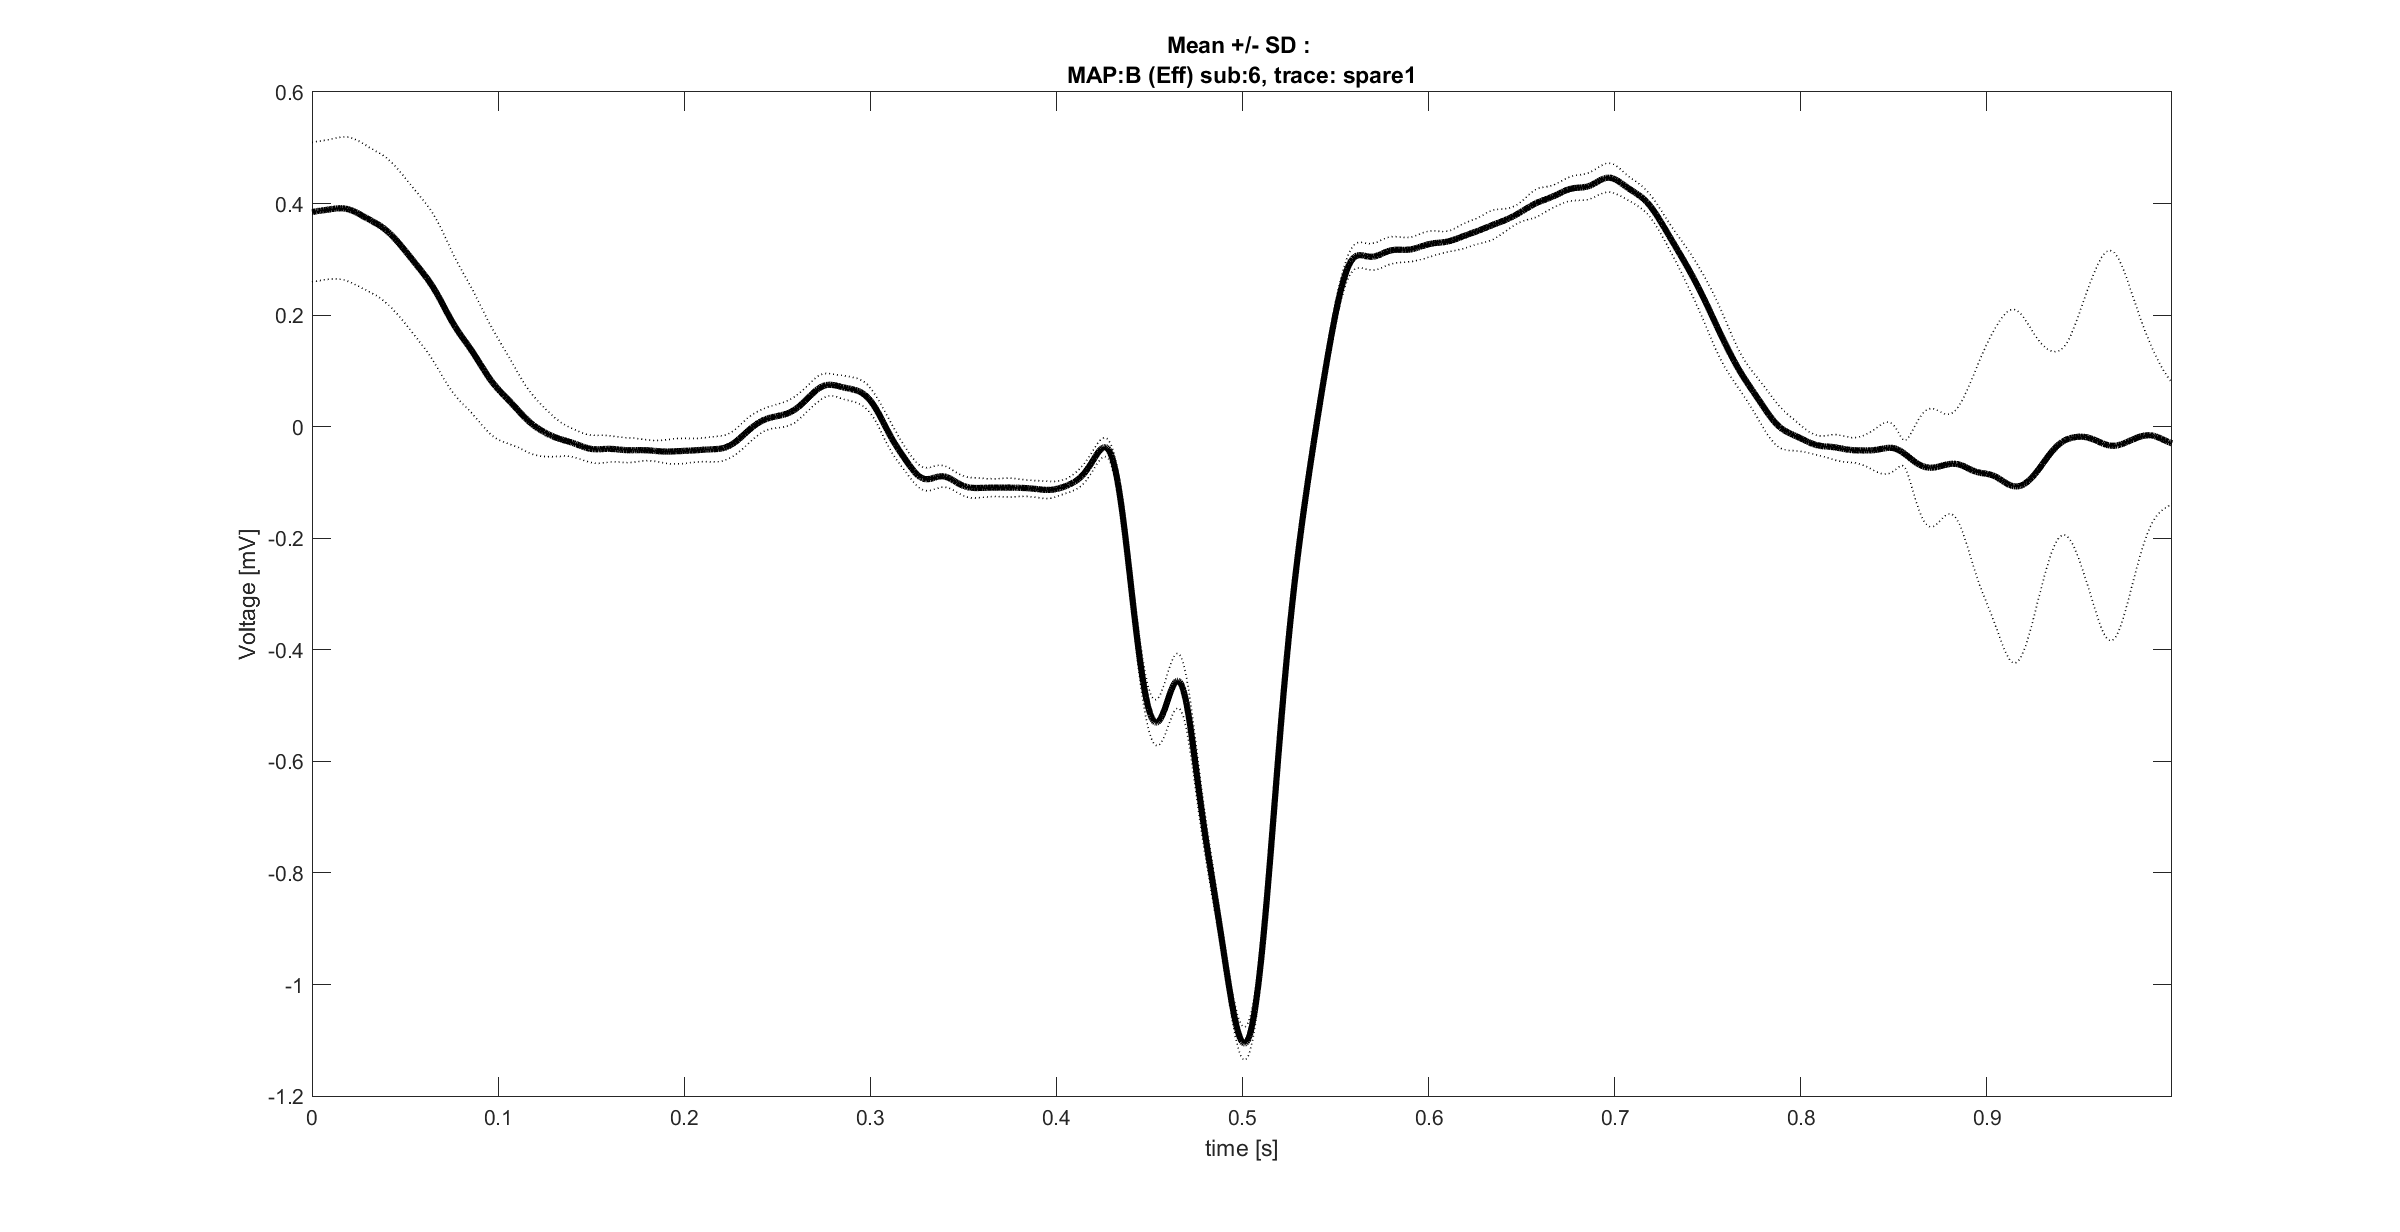 Mean +/- SD :
MAP:B (Eff) sub:6, trace: spare1
0.6
0.4
0.2
0
-0.2
-0.4
-0.6
-0.8
-1
-1.2
Voltage [mV]
0 0.1 0.2 0.3 0.4 0.5 0.6 0.7 0.8 0.9
time [s]